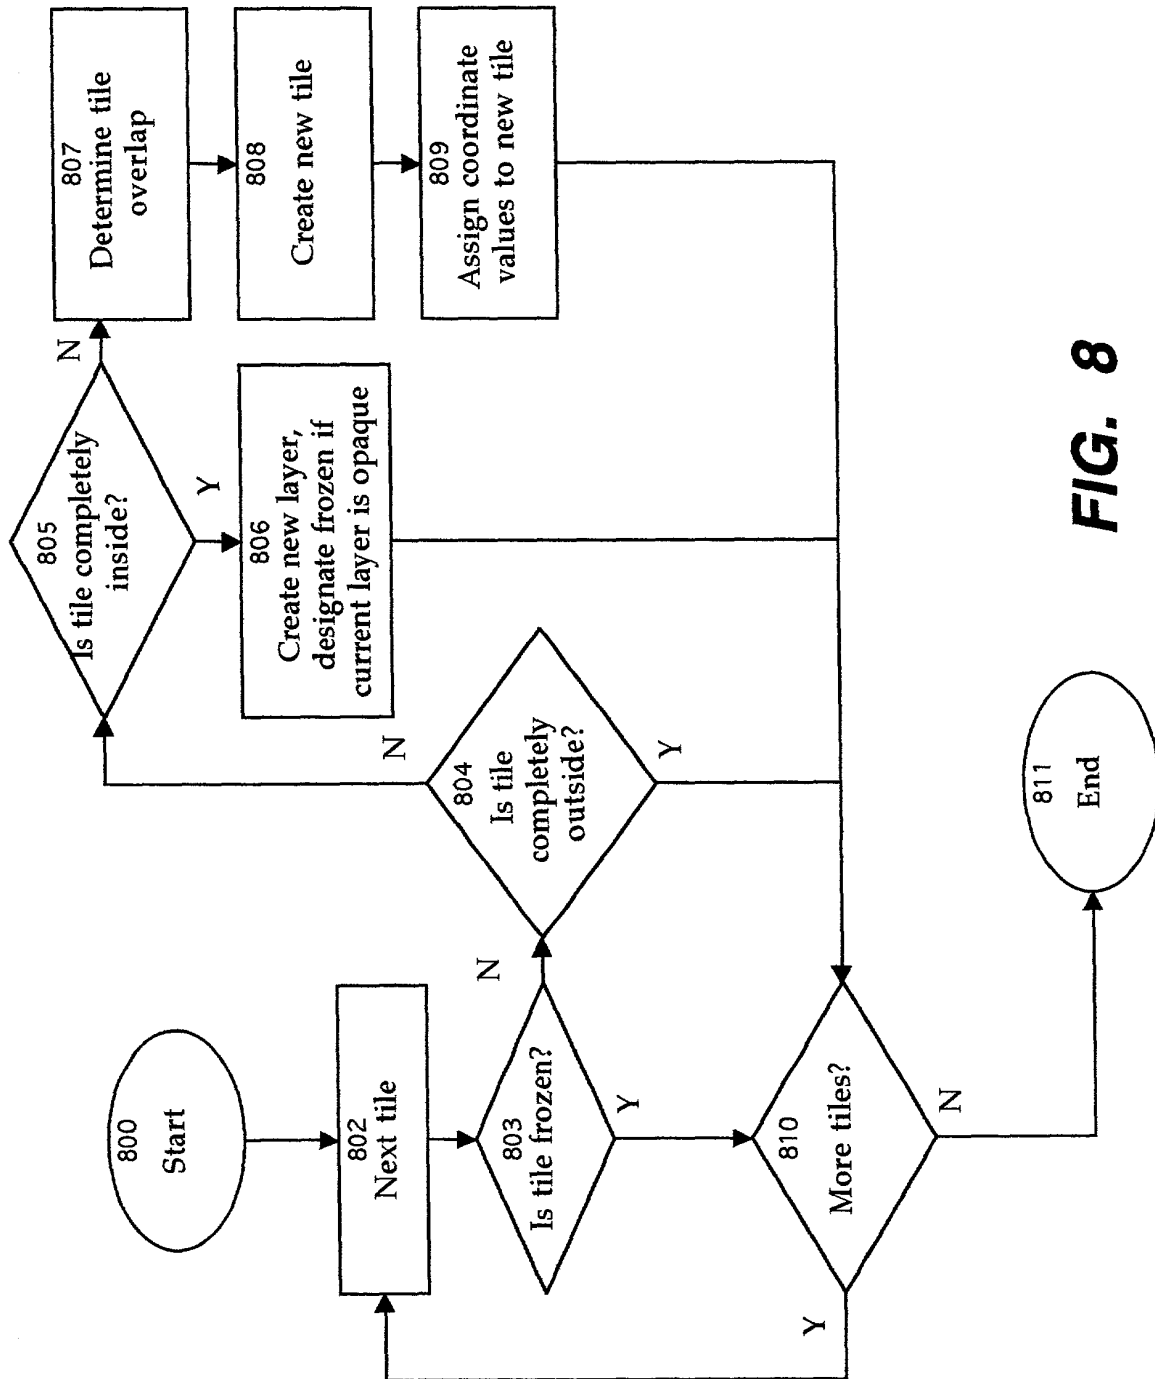 800
Start
802
Next tile
803
Is tile frozen?
N
Y
804
Is tile
completely
outside?
N
Y
805
Is tile completely
inside?
N
Y
806
Create new layer,
designate frozen if
current layer is opaque
807
Determine tile
overlap
808
Create new tile
809
Assign coordinate
values to new tile
810
More tiles?
Y
N
811
End
FIG. 8